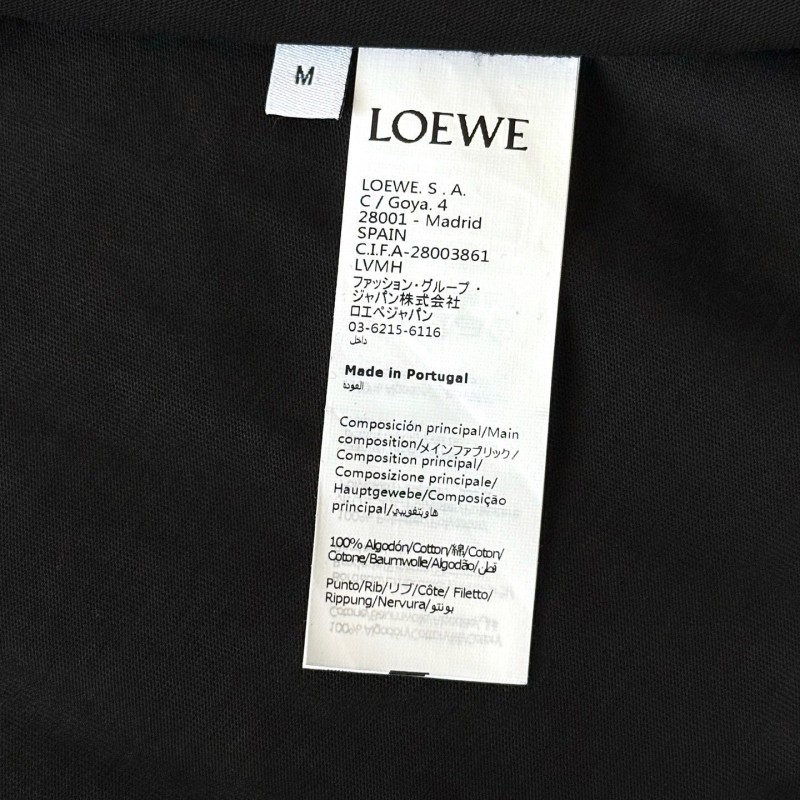 M
LOEWE
LOEWE. S . A.
C / Goya. 4
28001 - Madrid
SPAIN
C.I.F.A-28003861
LVMH
ファッション・グループ・
ジャパン株式会社
ロエベジャパン
03-6215-6116
داخل
Made in Portugal
العودة
Composición principal/Main
composition/メインファブリック/
Composition principal/
Composizione principale/
Hauptgewebe/Composição
principal/هاوبتغويبي
100% Algodón/Cotton/綿/Coton/
Cotone/Baumwolle/Algodão/قطن
Punto/Rib/リブ/Côte/ Filetto/
Rippung/Nervura/بونتو